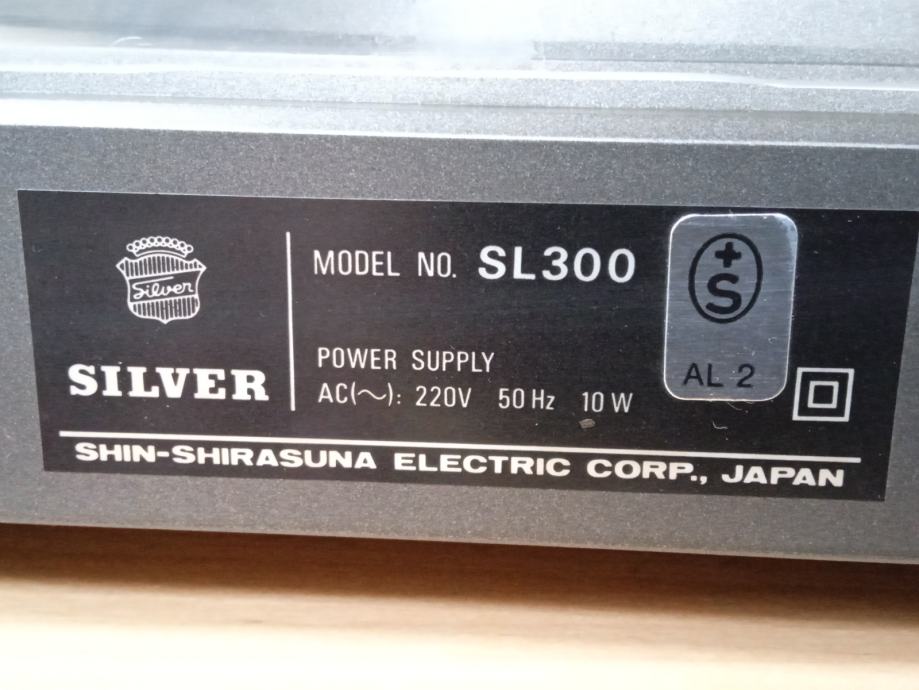 Silver
SILVER
MODEL NO. SL300
POWER SUPPLY
AC(～): 220V 50Hz 10W
+
S
AL 2
SHIN-SHIRASUNA ELECTRIC CORP., JAPAN